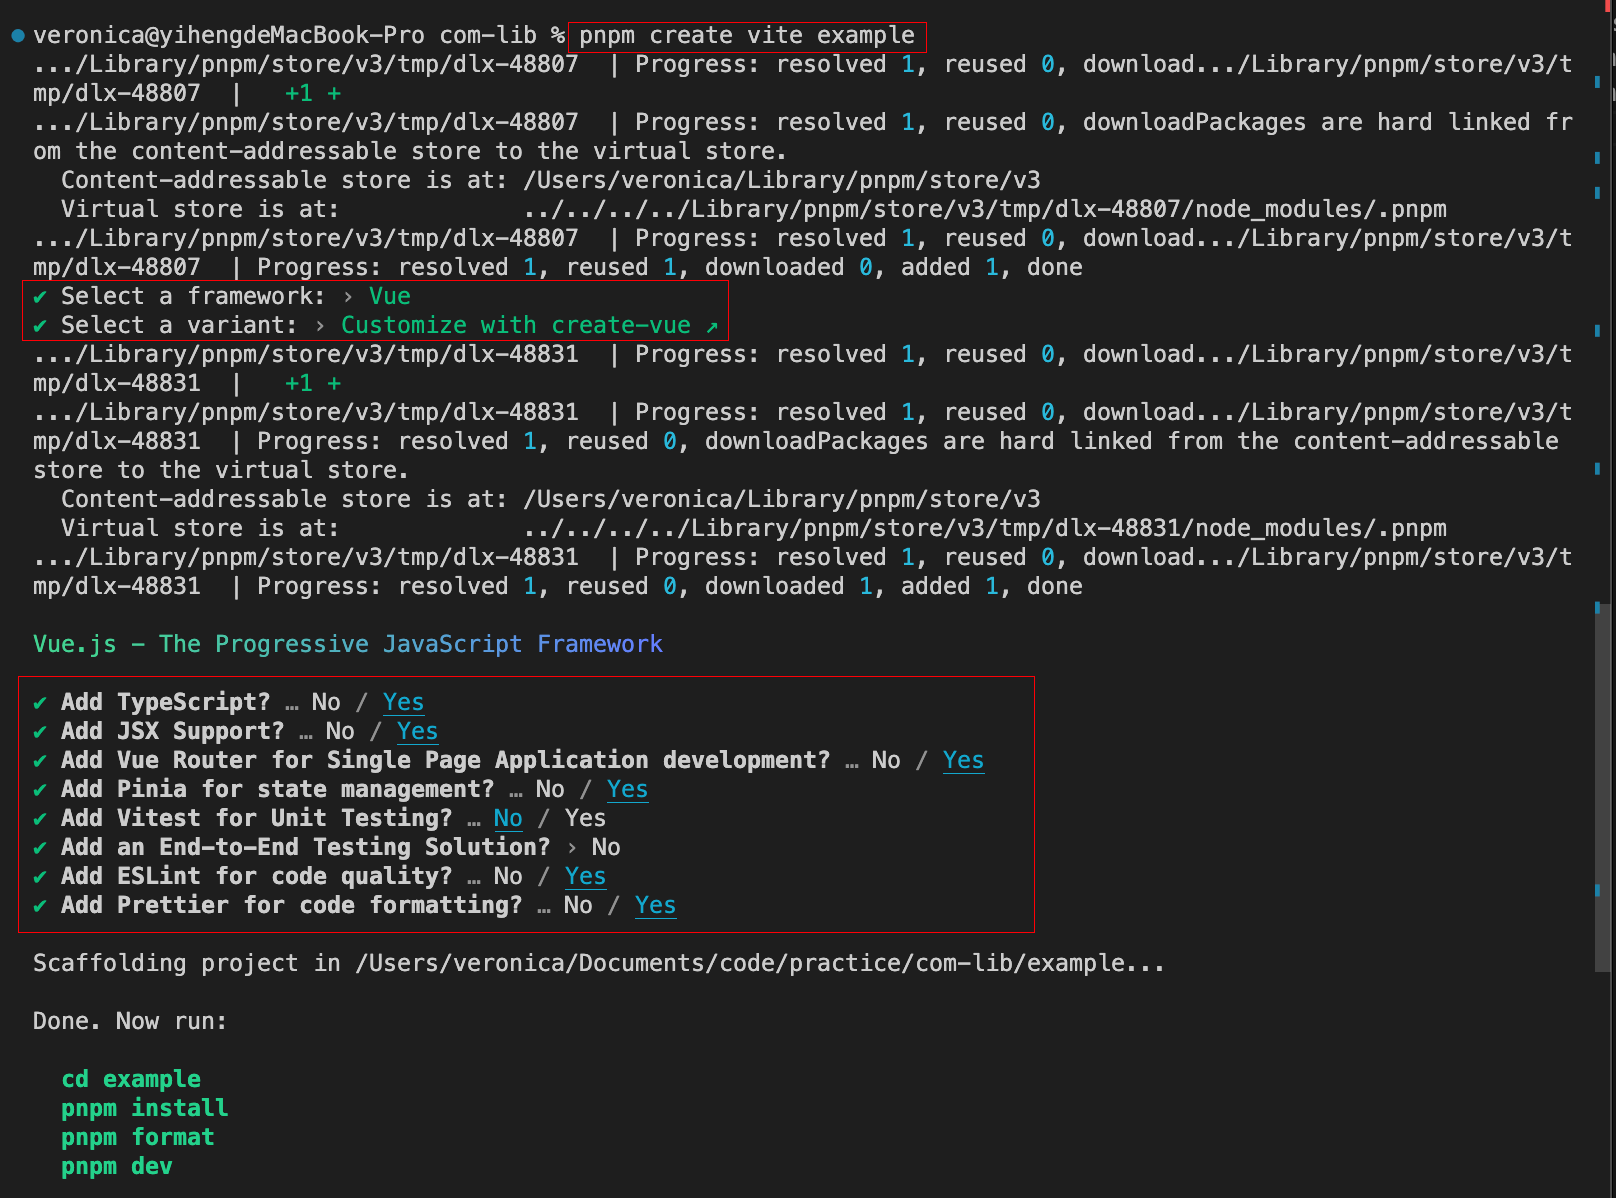 veronica@yihengdeMacBook-Pro com-lib % pnpm create vite example
.../Library/pnpm/store/v3/tmp/dlx-48807  | Progress: resolved 1, reused 0, download.../Library/pnpm/store/v3/t
mp/dlx-48807  |   +1 +
.../Library/pnpm/store/v3/tmp/dlx-48807  | Progress: resolved 1, reused 0, downloadPackages are hard linked fr
om the content-addressable store to the virtual store.
  Content-addressable store is at: /Users/veronica/Library/pnpm/store/v3
  Virtual store is at:             ../../../../Library/pnpm/store/v3/tmp/dlx-48807/node_modules/.pnpm
.../Library/pnpm/store/v3/tmp/dlx-48807  | Progress: resolved 1, reused 0, download.../Library/pnpm/store/v3/t
mp/dlx-48807  | Progress: resolved 1, reused 1, downloaded 0, added 1, done
✔ Select a framework: › Vue
✔ Select a variant: › Customize with create-vue ↗
.../Library/pnpm/store/v3/tmp/dlx-48831  | Progress: resolved 1, reused 0, download.../Library/pnpm/store/v3/t
mp/dlx-48831  |   +1 +
.../Library/pnpm/store/v3/tmp/dlx-48831  | Progress: resolved 1, reused 0, download.../Library/pnpm/store/v3/t
mp/dlx-48831  | Progress: resolved 1, reused 0, downloadPackages are hard linked from the content-addressable
store to the virtual store.
  Content-addressable store is at: /Users/veronica/Library/pnpm/store/v3
  Virtual store is at:             ../../../../Library/pnpm/store/v3/tmp/dlx-48831/node_modules/.pnpm
.../Library/pnpm/store/v3/tmp/dlx-48831  | Progress: resolved 1, reused 0, download.../Library/pnpm/store/v3/t
mp/dlx-48831  | Progress: resolved 1, reused 0, downloaded 1, added 1, done
Vue.js - The Progressive JavaScript Framework
✔ Add TypeScript? … No / Yes
✔ Add JSX Support? … No / Yes
✔ Add Vue Router for Single Page Application development? … No / Yes
✔ Add Pinia for state management? … No / Yes
✔ Add Vitest for Unit Testing? … No / Yes
✔ Add an End-to-End Testing Solution? › No
✔ Add ESLint for code quality? … No / Yes
✔ Add Prettier for code formatting? … No / Yes
Scaffolding project in /Users/veronica/Documents/code/practice/com-lib/example...
Done. Now run:
  cd example
  pnpm install
  pnpm format
  pnpm dev